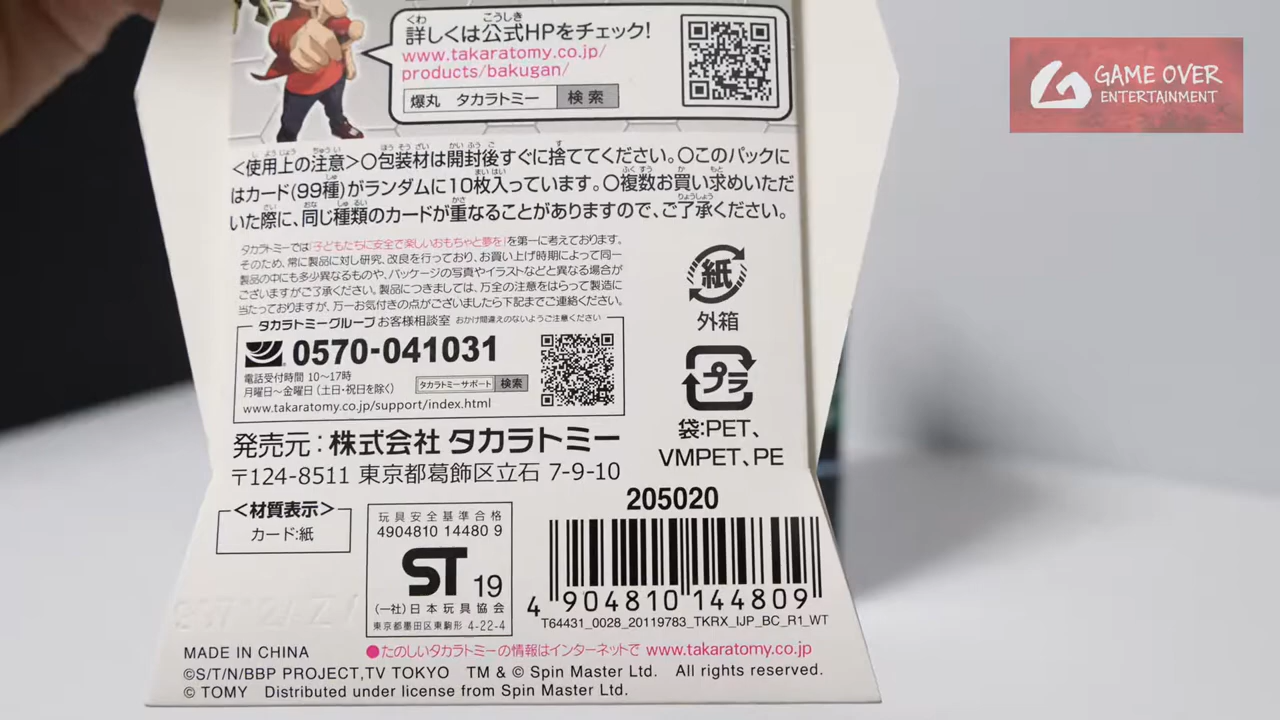 詳しくは公式HPをチェック!
www.takaratomy.co.jp/
products/bakugan/
爆丸 タカラトミー 検索
GAME OVER
ENTERTAINMENT
<使用上の注意>○包装材は開封後すぐに捨ててください。○このパックに
はカード(99種)がランダムに10枚入っています。○複数お買い求めいただ
いた際に、同じ種類のカードが重なることがありますので、ご了承ください。
タカラトミーでは「子どもたちに安全で楽しいおもちゃと夢を」を第一に考えております。
そのため、常に製品に対し研究、改良を行っており、お買い上げ時期によって同一
製品の中にも多少異なるものや、パッケージの写真やイラストなどと異なる場合が
ございますがご了承ください。製品につきましては、万全の注意をはらって製造に
当たっておりますが、万一お気付きの点がございましたら下記までご連絡ください。
タカラトミーグループ お客様相談室 おかけ間違えのないようご注意ください
0570-041031
電話受付時間 10〜17時
月曜日〜金曜日(土日・祝日を除く)
タカラトミーサポート 検索
www.takaratomy.co.jp/support/index.html
紙
外箱
プラ
袋:PET、
VMPET、PE
発売元:株式会社 タカラトミー
〒124-8511 東京都葛飾区立石 7-9-10
<材質表示>
カード:紙
玩具安全基準合格
4904810 14480 9
ST 19
(一社)日本玩具協会
東京都墨田区東駒形 4-22-4
205020
4 904810 144809
T64431_0028_20119783_TKRX_IJP_BC_R1_WT
●たのしいタカラトミーの情報はインターネットで www.takaratomy.co.jp
MADE IN CHINA
©S/T/N/BBP PROJECT,TV TOKYO TM & © Spin Master Ltd. All rights reserved.
© TOMY Distributed under license from Spin Master Ltd.